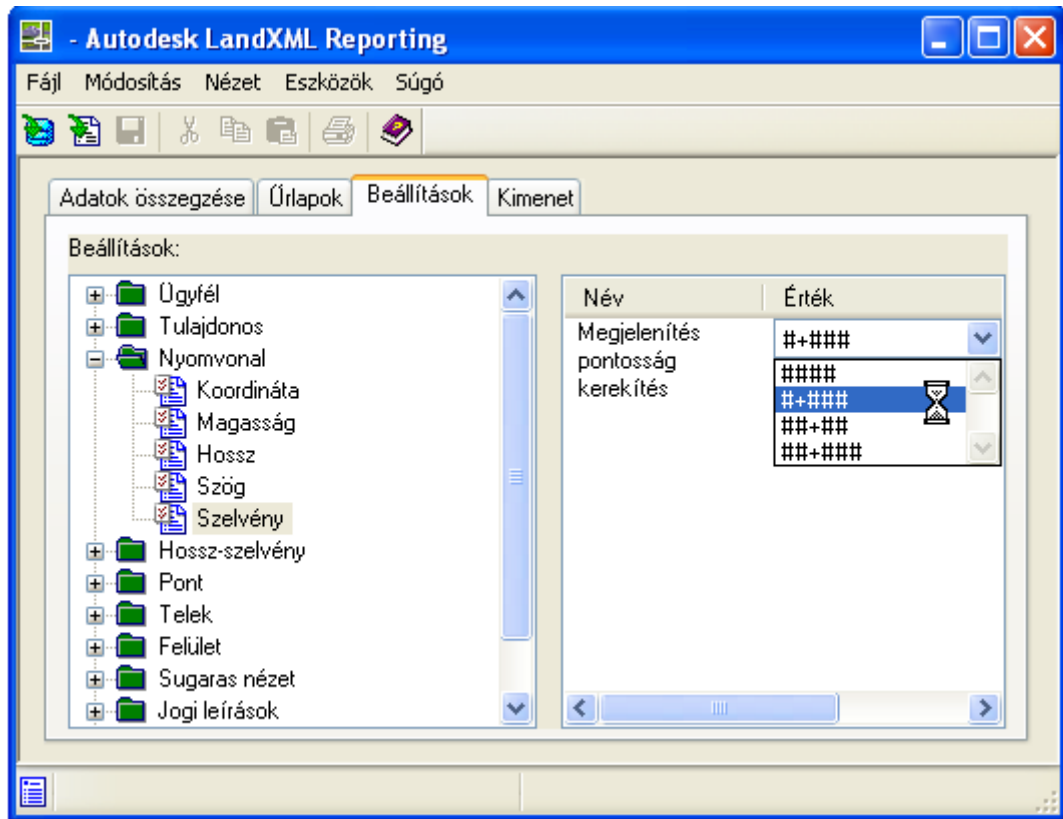 - Autodesk LandXML Reporting
Fájl Módosítás Nézet Eszközök Súgó
Adatok összegzése Űrlapok Beállítások Kimenet
Beállítások:
Ügyfél
Tulajdonos
Nyomvonal
Koordináta
Magasság
Hossz
Szög
Szelvény
Hossz-szelvény
Pont
Telek
Felület
Sugaras nézet
Jogi leírások
Név Érték
Megjelenítés #+###
pontosság
kerekítés
####
#+###
##+##
##+###